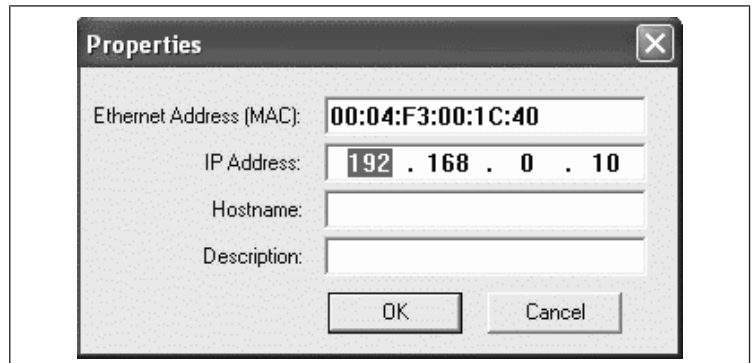 Properties
Ethernet Address (MAC): 00:04:F3:00:1C:40
IP Address: 192 . 168 . 0 . 10
Hostname:
Description:
OK Cancel